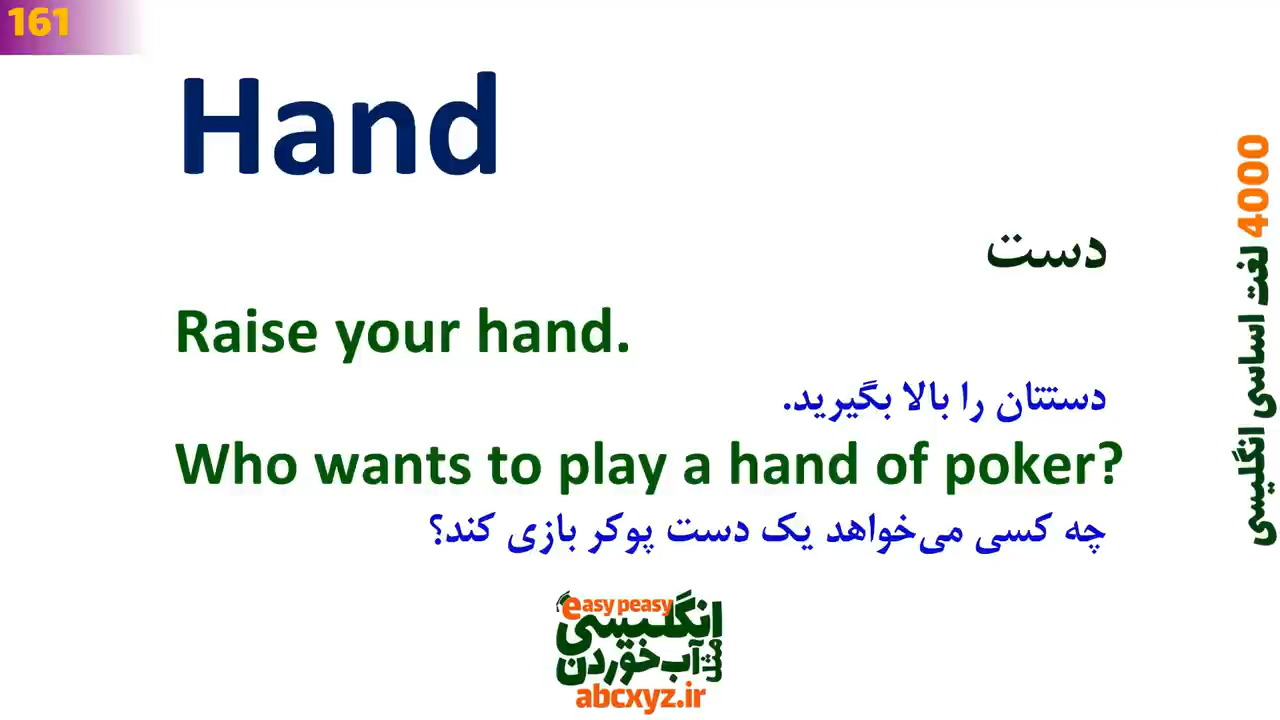 161
Hand
دست
Raise your hand.
دستتان را بالا بگیرید.
Who wants to play a hand of poker?
چه کسی می‌خواهد یک دست پوکر بازی کند؟
4000 لغت اساسی انگلیسی
easy peasy
انگلیسی
مثل آب خوردن
abcxyz.ir